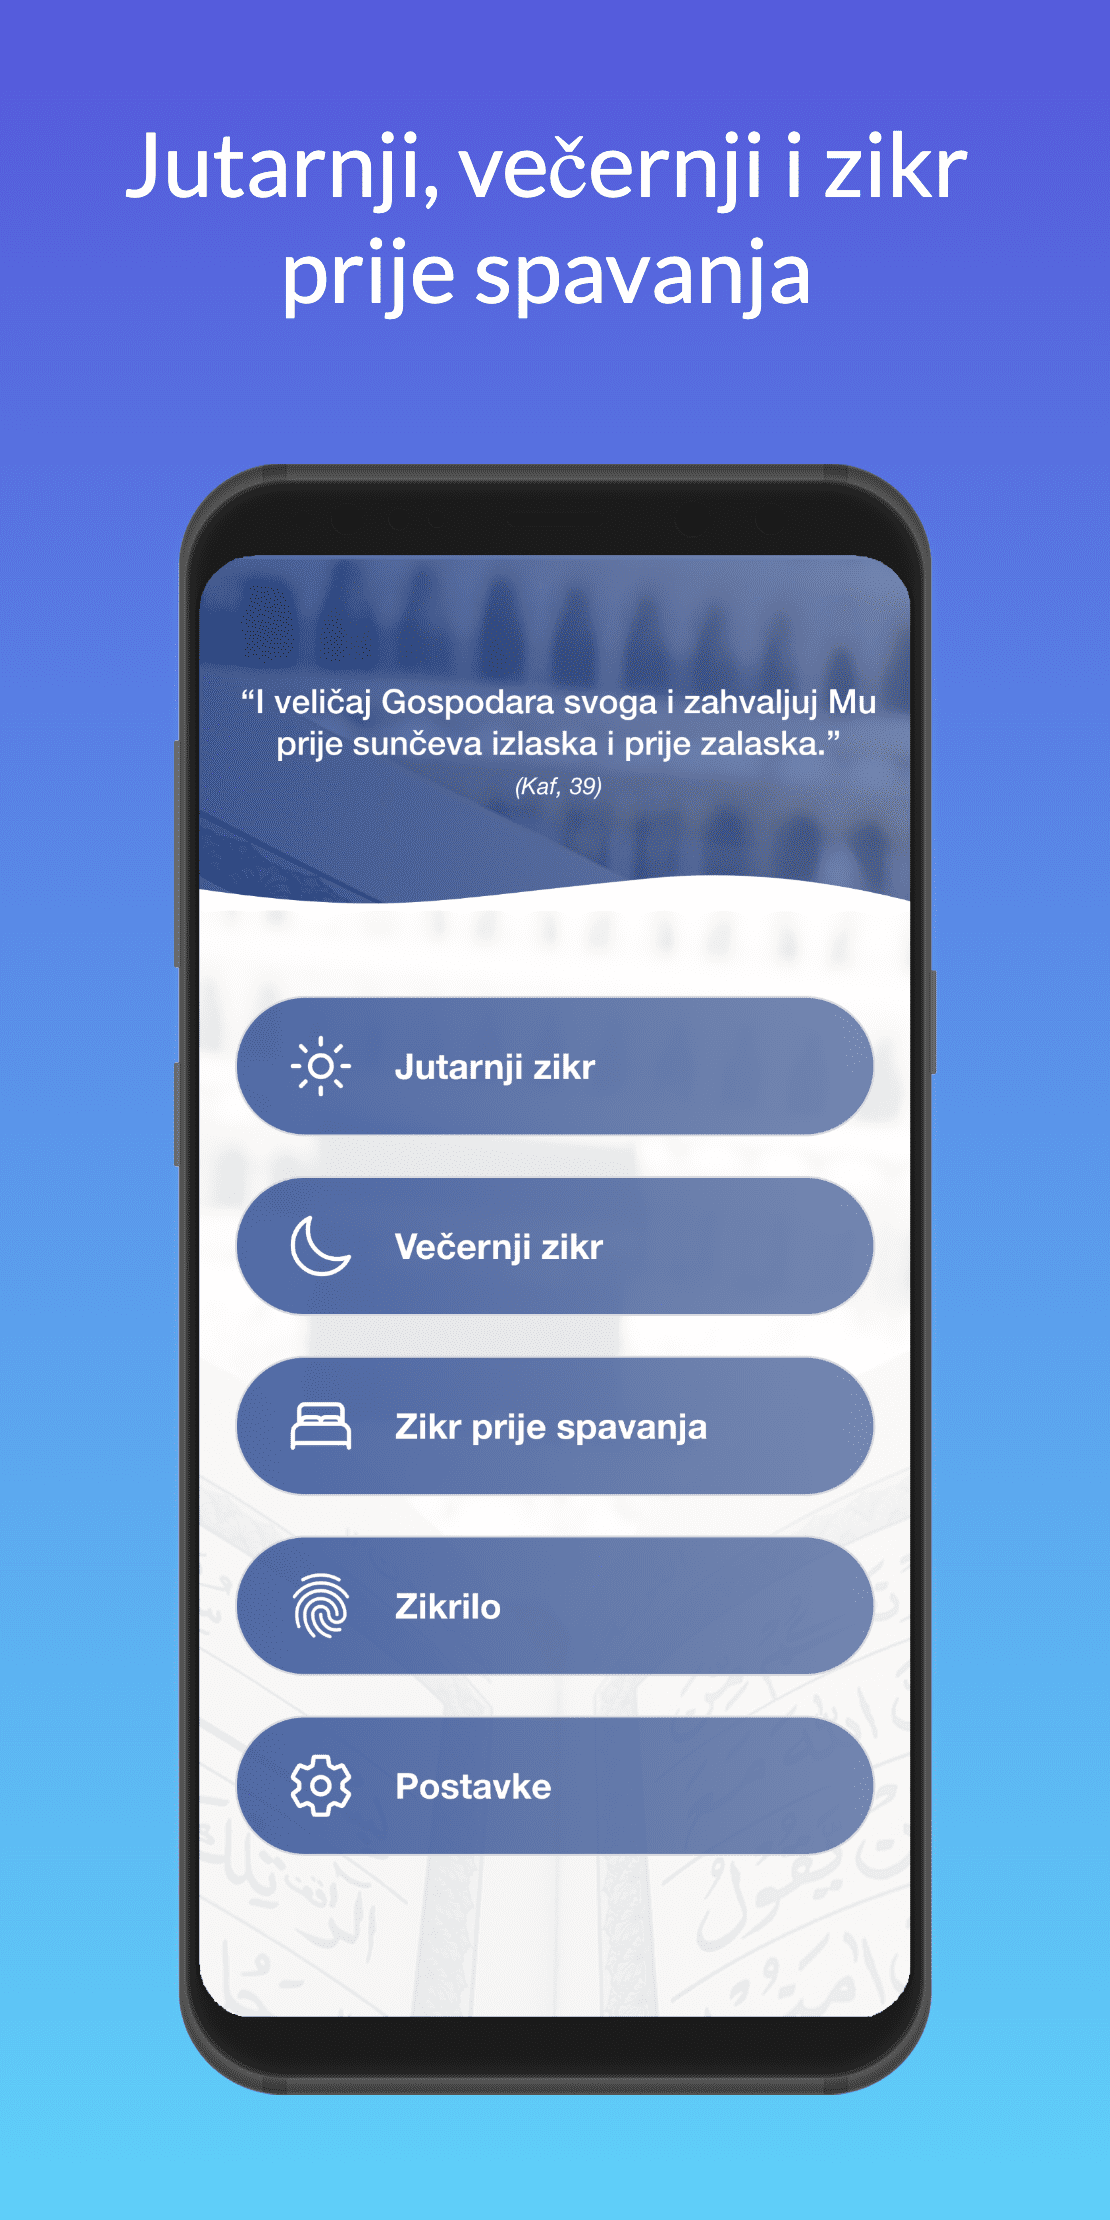 Jutarnji, večernji i zikr
prije spavanja
“I veličaj Gospodara svoga i zahvaljuj Mu
prije sunčeva izlaska i prije zalaska.”
(Kaf, 39)
Jutarnji zikr
Večernji zikr
Zikr prije spavanja
Zikrilo
Postavke